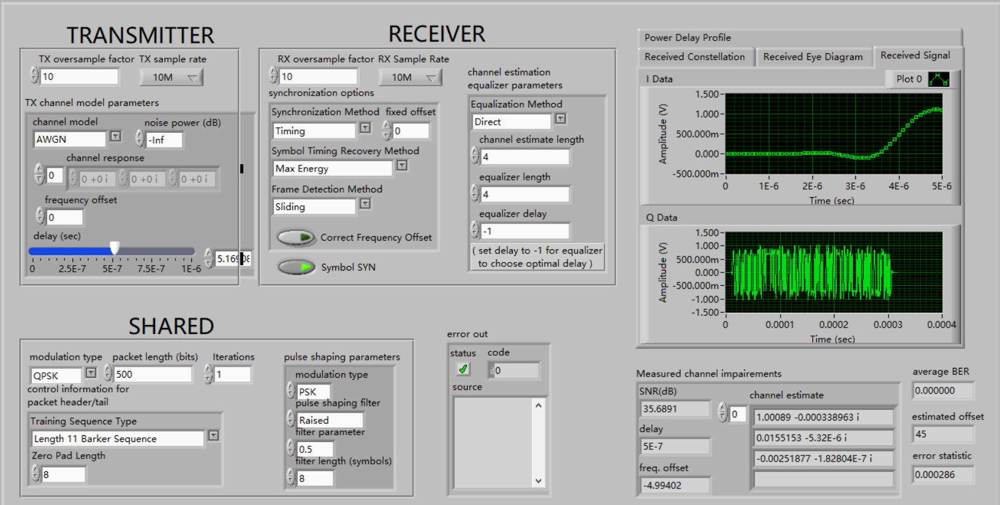 TRANSMITTER
TX oversample factor
TX sample rate
10
10M
TX channel model parameters
channel model
noise power (dB)
AWGN
-Inf
channel response
0
0 +0 i
0 +0 i
0 +0 i
frequency offset
0
delay (sec)
0
2.5E-7
5E-7
7.5E-7
1E-6
RECEIVER
RX oversample factor
RX Sample Rate
10
10M
synchronization options
Synchronization Method
fixed offset
Timing
0
Symbol Timing Recovery Method
Max Energy
Frame Detection Method
Sliding
Correct Frequency Offset
Symbol SYN
channel estimation
equalizer parameters
Equalization Method
Direct
channel estimate length
4
equalizer length
4
equalizer delay
-1
( set delay to -1 for equalizer
to choose optimal delay )
Power Delay Profile
Received Constellation
Received Eye Diagram
Received Signal
I Data
Plot 0
Amplitude (V)
1.500
1.000
500.000m
0.000
-500.000m
0
1E-6
2E-6
3E-6
4E-6
5E-6
Time (sec)
Q Data
Amplitude (V)
1.500
1.000
500.000m
0.000
-500.000m
-1.000
-1.500
0
0.0001
0.0002
0.0003
0.0004
Time (sec)
SHARED
modulation type
packet length (bits)
Iterations
QPSK
500
1
control information for
packet header/tail
Training Sequence Type
Length 11 Barker Sequence
Zero Pad Length
8
pulse shaping parameters
modulation type
PSK
pulse shaping filter
Raised
filter parameter
0.5
filter length (symbols)
8
error out
status
code
d0
source
Measured channel impairements
SNR(dB)
35.6891
delay
5E-7
freq. offset
-4.99402
channel estimate
0
1.00089 -0.000338963 i
0.0155153 -5.32E-6 i
-0.00251877 -1.82804E-7 i
average BER
0.000000
estimated offset
45
error statistic
0.000286